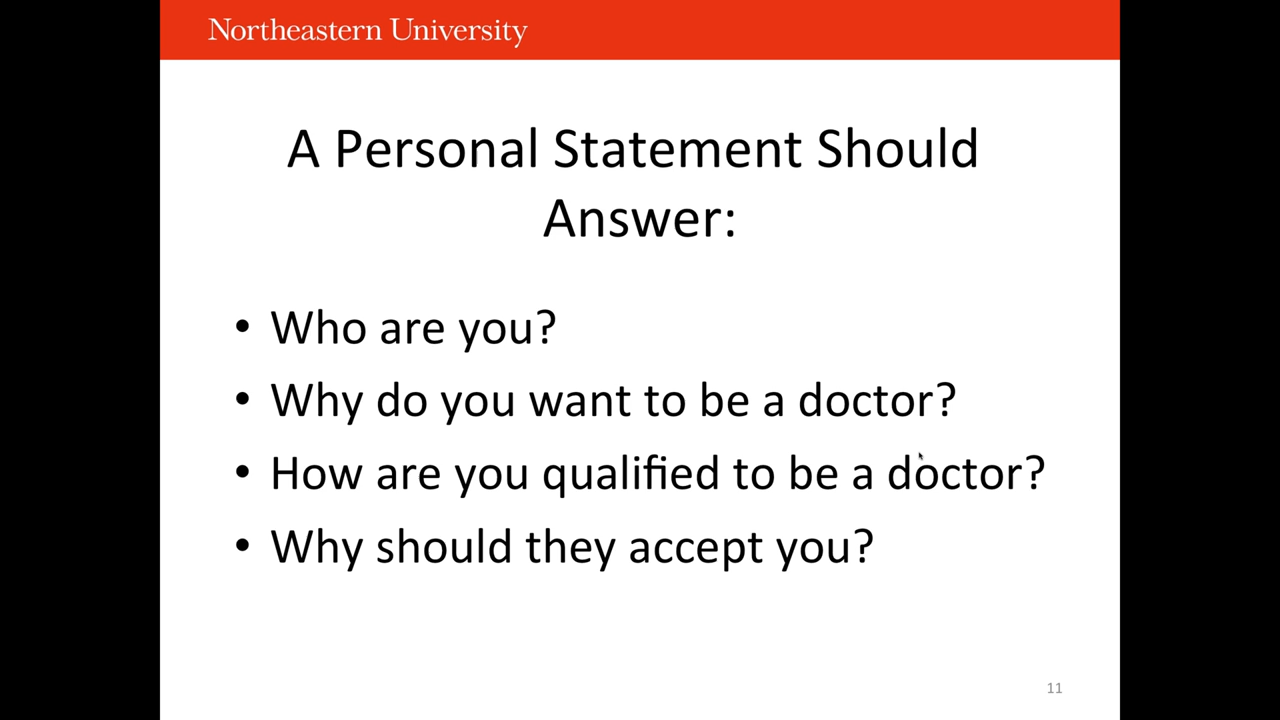 Northeastern University
A Personal Statement Should
Answer:
• Who are you?
• Why do you want to be a doctor?
• How are you qualified to be a doctor?
• Why should they accept you?
11